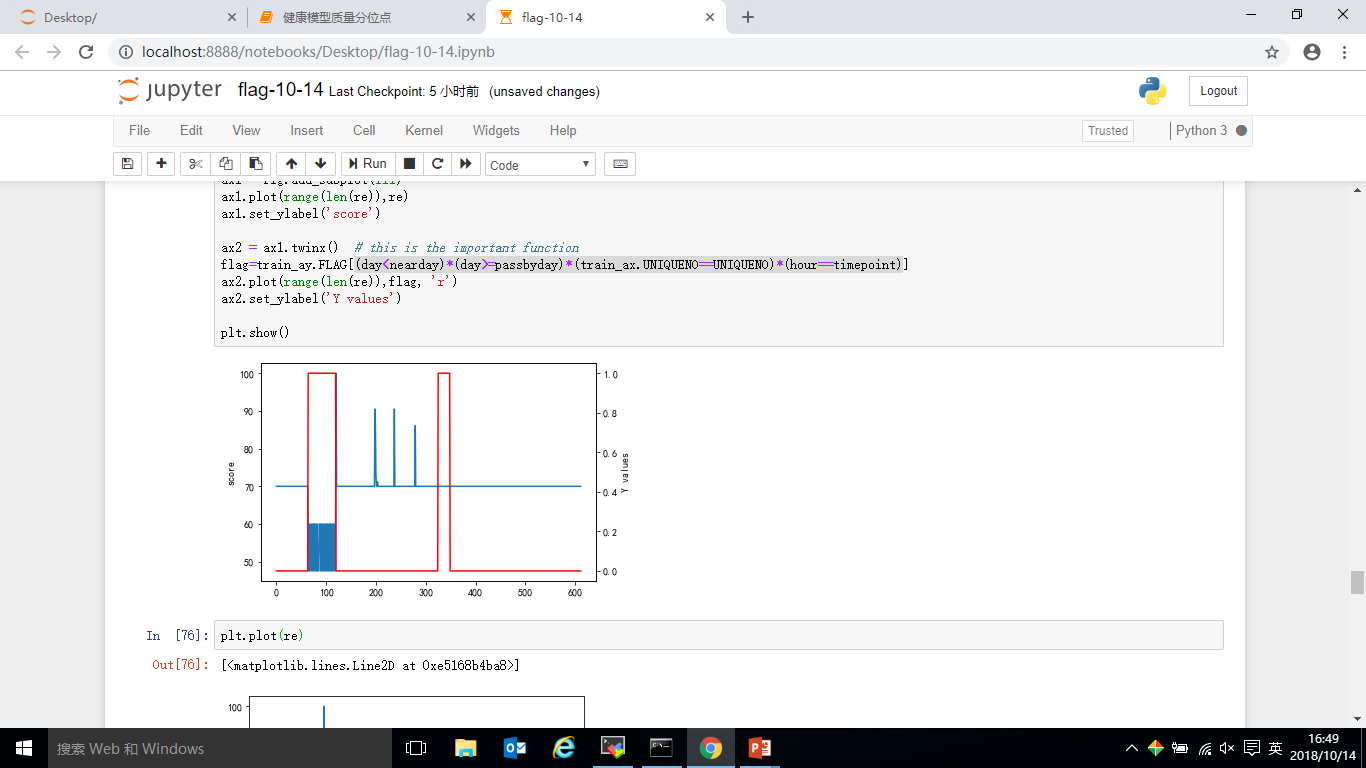 Desktop/
健康模型质量分位点
flag-10-14
localhost:8888/notebooks/Desktop/flag-10-14.ipynb
jupyter flag-10-14 Last Checkpoint: 5 小时前 (unsaved changes)
Logout
File Edit View Insert Cell Kernel Widgets Help
Trusted
Python 3
Run
Code
ax1 = fig.add_subplot(111)
ax1.plot(range(len(re)),re)
ax1.set_ylabel('score')
ax2 = ax1.twinx() # this is the important function
flag=train_ay.FLAG[(day<nearday)*(day>=passbyday)*(train_ax.UNIQUENO==UNIQUENO)*(hour==timepoint)]
ax2.plot(range(len(re)),flag, 'r')
ax2.set_ylabel('Y values')
plt.show()
100
90
80
70
60
50
score
1.0
0.8
0.6
0.4
0.2
0.0
Y values
0 100 200 300 400 500 600
In [76]: plt.plot(re)
Out[76]: [<matplotlib.lines.Line2D at 0xe5168b4ba8>]
100
搜索 Web 和 Windows
英
16:49
2018/10/14